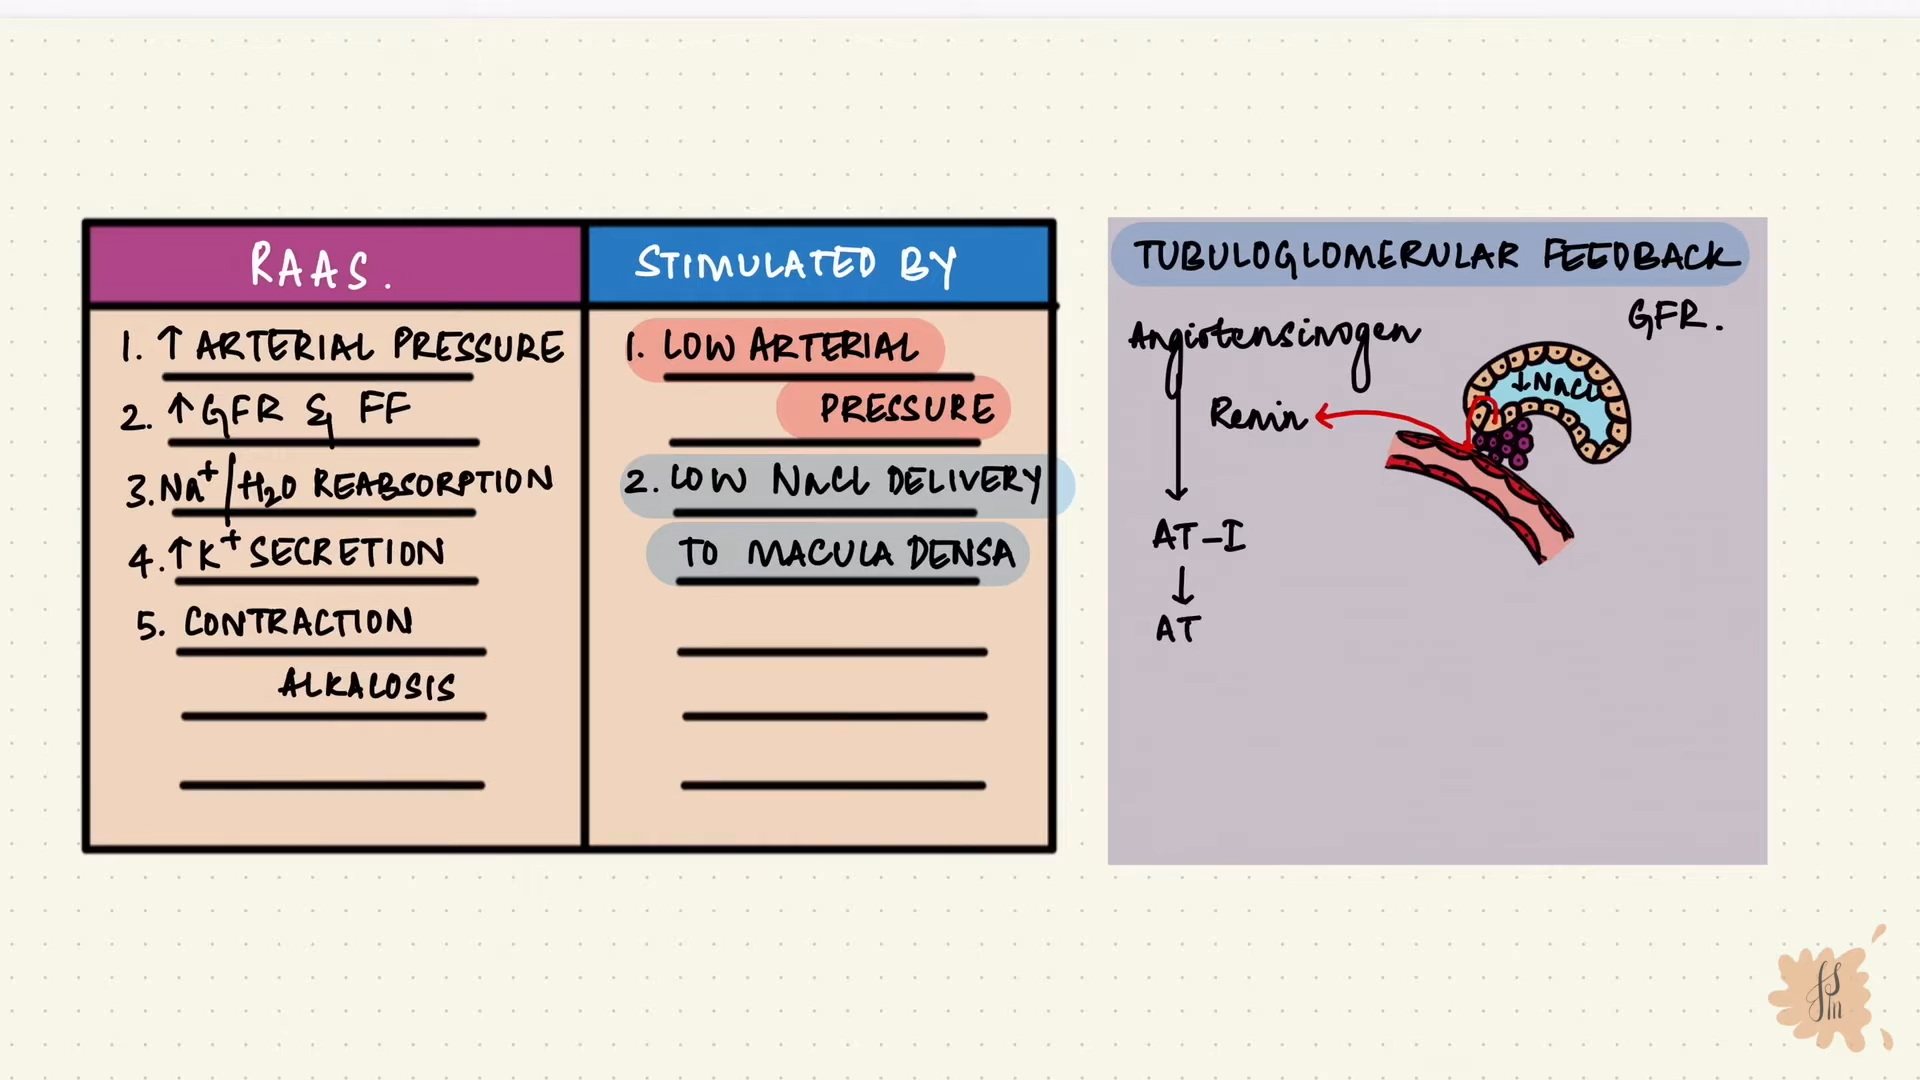 RAAS.
STIMULATED BY
1. ↑ ARTERIAL PRESSURE
2. ↑GFR & FF
3. Na⁺/H₂O REABSORPTION
4. ↑K⁺ SECRETION
5. CONTRACTION
ALKALOSIS
1. LOW ARTERIAL
PRESSURE
2. LOW NaCl DELIVERY
TO MACULA DENSA
TUBULOGLOMERULAR FEEDBACK
GFR.
Angiotensinogen
↓NaCl
Renin
AT-I
AT